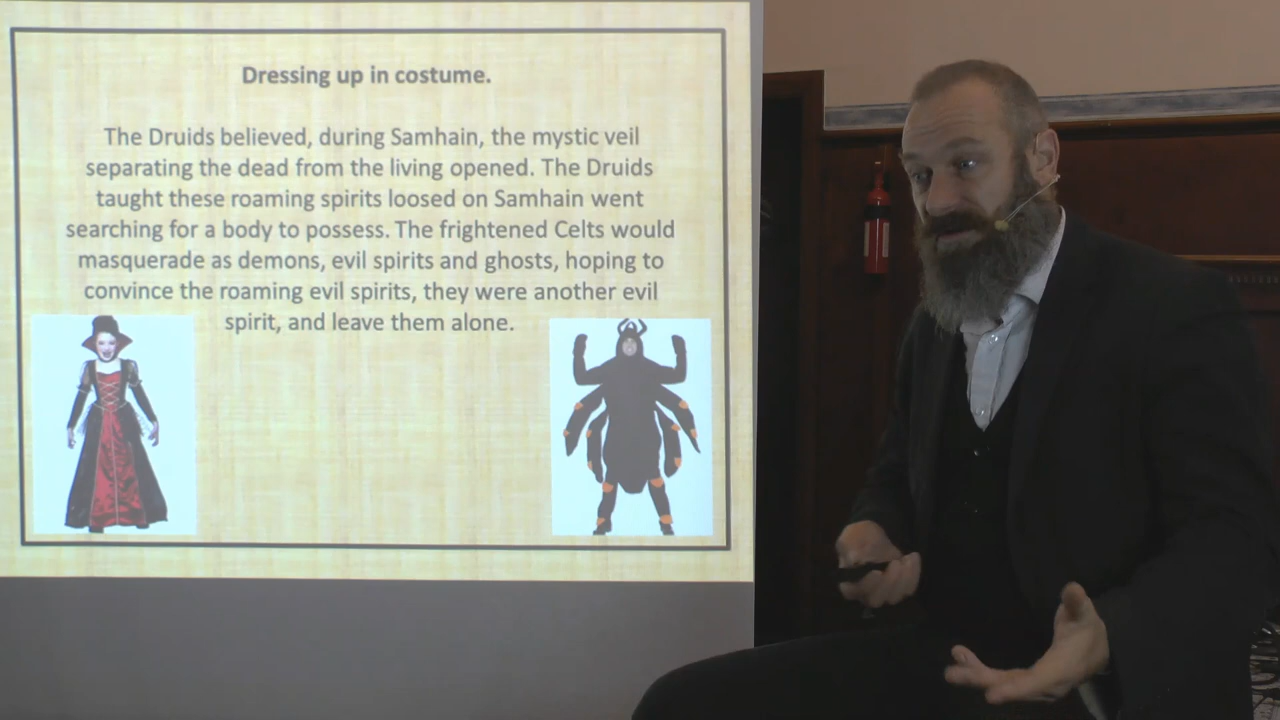 Dressing up in costume.
The Druids believed, during Samhain, the mystic veil
separating the dead from the living opened. The Druids
taught these roaming spirits loosed on Samhain went
searching for a body to possess. The frightened Celts would
masquerade as demons, evil spirits and ghosts, hoping to
convince the roaming evil spirits, they were another evil
spirit, and leave them alone.